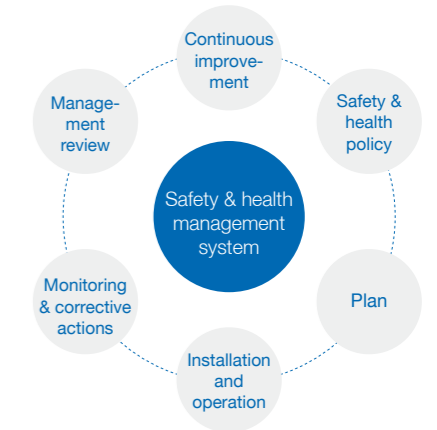 Continuous
improve-
ment
Safety &
health
policy
Plan
Installation
and
operation
Monitoring
& corrective
actions
Manage-
ment
review
Safety & health
management
system